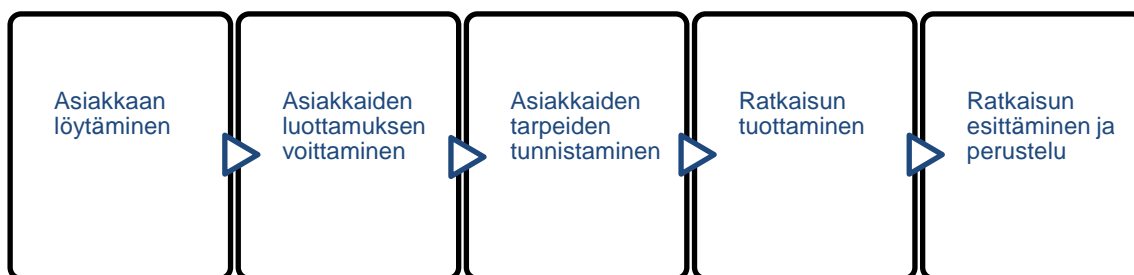 Asiakkaan
löytäminen
Asiakkaiden
luottamuksen
voittaminen
Asiakkaiden
tarpeiden
tunnistaminen
Ratkaisun
tuottaminen
Ratkaisun
esittäminen ja
perustelu